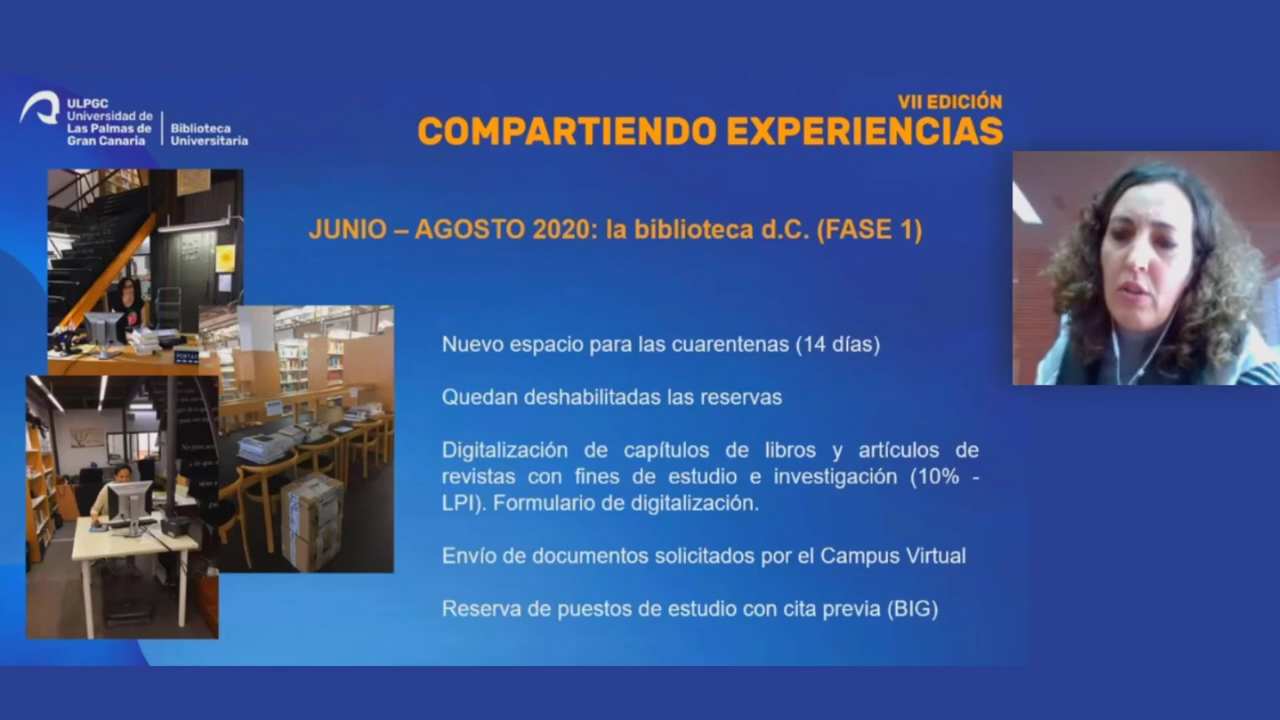 ULPGC
Universidad de
Las Palmas de
Gran Canaria
Biblioteca
Universitaria
VII EDICIÓN
COMPARTIENDO EXPERIENCIAS
JUNIO – AGOSTO 2020: la biblioteca d.C. (FASE 1)
Nuevo espacio para las cuarentenas (14 días)
Quedan deshabilitadas las reservas
Digitalización de capítulos de libros y artículos de
revistas con fines de estudio e investigación (10% -
LPI). Formulario de digitalización.
Envío de documentos solicitados por el Campus Virtual
Reserva de puestos de estudio con cita previa (BIG)